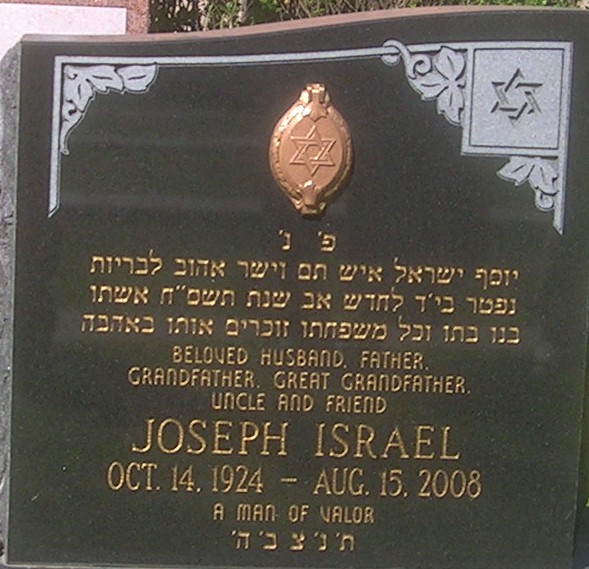 פ' נ'
יוסף ישראל איש תם וישר אהוב לבריות
נפטר בי"ד לחדש אב שנת תשס"ח אשתו
בנו בתו וכל משפחתו זוכרים אותו באהבה
BELOVED HUSBAND, FATHER,
GRANDFATHER, GREAT GRANDFATHER,
UNCLE AND FRIEND
JOSEPH ISRAEL
OCT. 14, 1924 – AUG. 15, 2008
A MAN OF VALOR
ת' נ' צ' ב' ה'